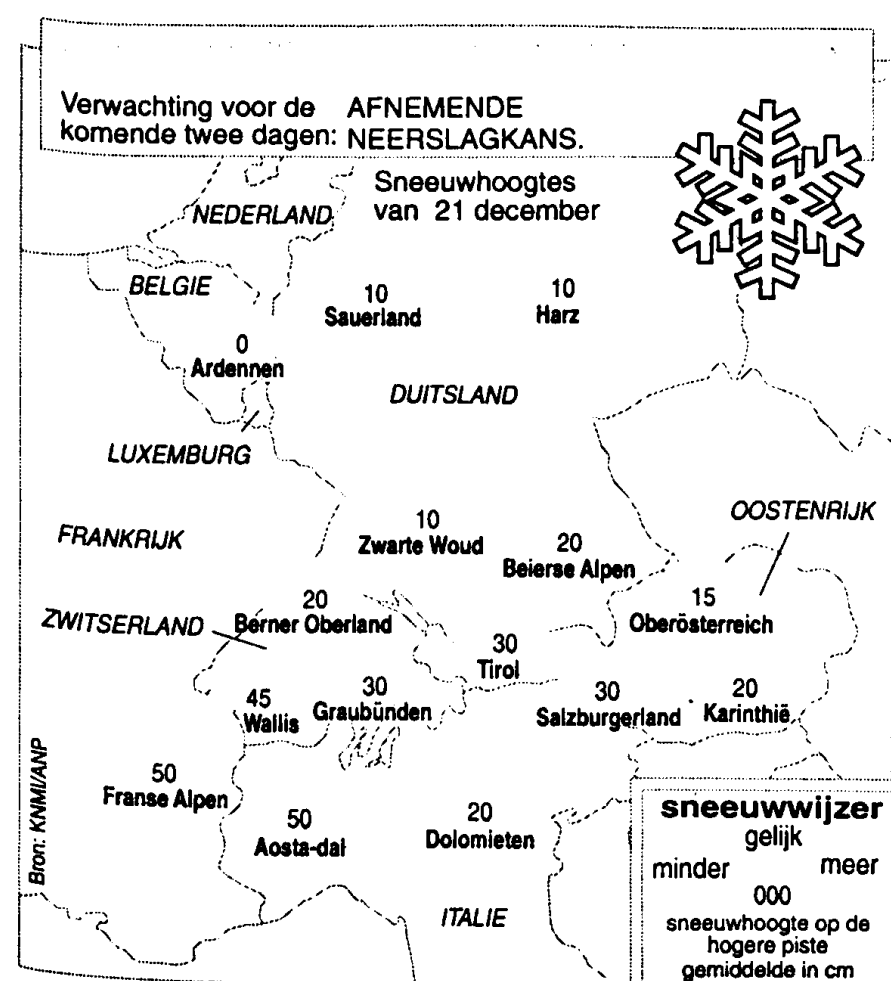 Verwachting voor de AFNEMENDE
komende twee dagen: NEERSLAGKANS.
Sneeuwhoogtes
van 21 december
NEDERLAND
BELGIE
10
Sauerland
10
Harz
0
Ardennen
DUITSLAND
LUXEMBURG
FRANKRIJK
10
Zwarte Woud
20
Beierse Alpen
OOSTENRIJK
ZWITSERLAND
20
Berner Oberland
15
Oberösterreich
30
Tirol
45
Wallis
30
Graubünden
30
Salzburgerland
20
Karinthië
50
Franse Alpen
50
Aosta-dal
20
Dolomieten
ITALIE
Bron: KNMI/ANP
sneeuwwijzer
gelijk
minder meer
000
sneeuwhoogte op de
hogere piste
gemiddelde in cm